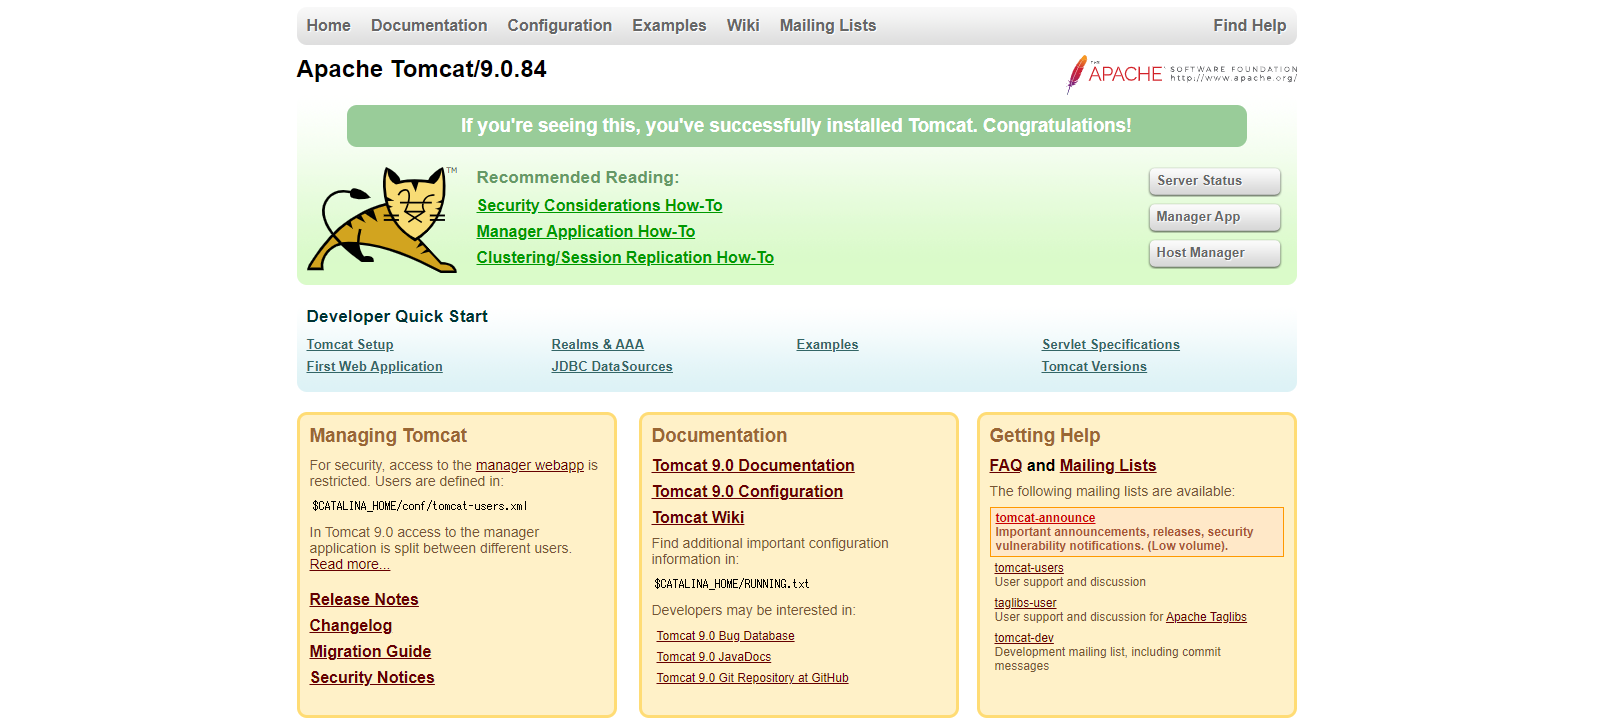 Home Documentation Configuration Examples Wiki Mailing Lists Find Help
Apache Tomcat/9.0.84
THE APACHE SOFTWARE FOUNDATION
http://www.apache.org/
If you're seeing this, you've successfully installed Tomcat. Congratulations!
TM
Recommended Reading:
Security Considerations How-To
Manager Application How-To
Clustering/Session Replication How-To
Server Status
Manager App
Host Manager
Developer Quick Start
Tomcat Setup
First Web Application
Realms & AAA
JDBC DataSources
Examples
Servlet Specifications
Tomcat Versions
Managing Tomcat
For security, access to the manager webapp is
restricted. Users are defined in:
$CATALINA_HOME/conf/tomcat-users.xml
In Tomcat 9.0 access to the manager
application is split between different users.
Read more...
Release Notes
Changelog
Migration Guide
Security Notices
Documentation
Tomcat 9.0 Documentation
Tomcat 9.0 Configuration
Tomcat Wiki
Find additional important configuration
information in:
$CATALINA_HOME/RUNNING.txt
Developers may be interested in:
Tomcat 9.0 Bug Database
Tomcat 9.0 JavaDocs
Tomcat 9.0 Git Repository at GitHub
Getting Help
FAQ and Mailing Lists
The following mailing lists are available:
tomcat-announce
Important announcements, releases, security
vulnerability notifications. (Low volume).
tomcat-users
User support and discussion
taglibs-user
User support and discussion for Apache Taglibs
tomcat-dev
Development mailing list, including commit
messages